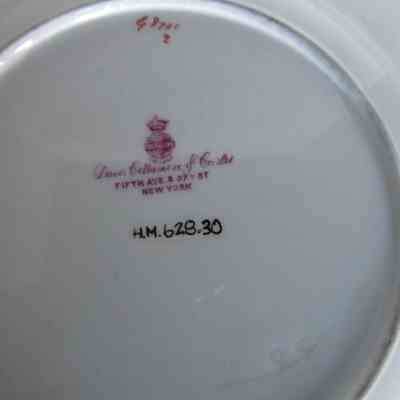 Davis Collamore & Co. Ltd
FIFTH AVE. & 37TH ST
NEW YORK
H.M.628.30